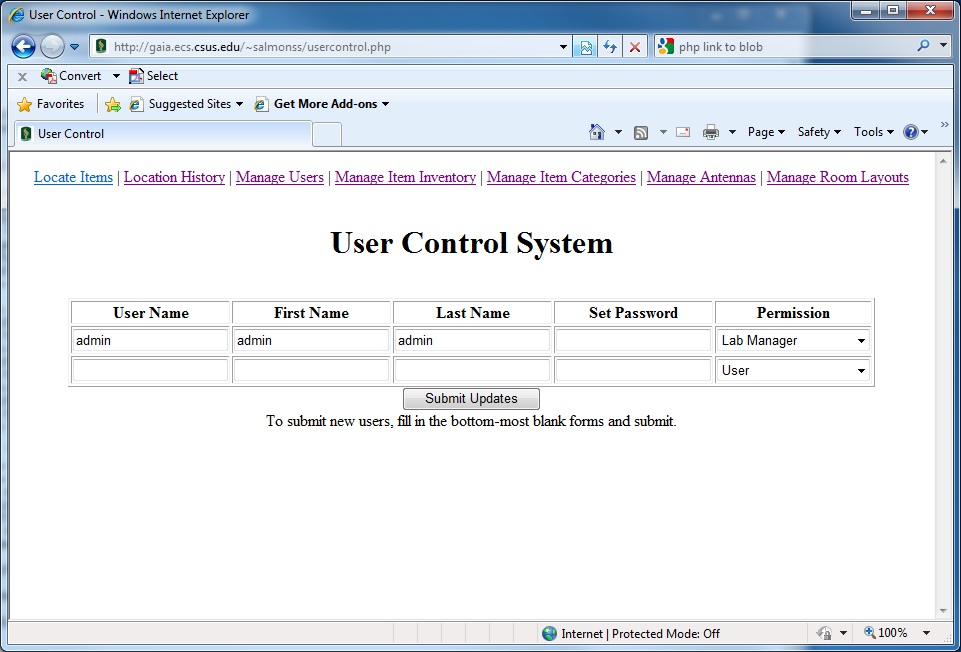 User Control - Windows Internet Explorer
http://gaia.ecs.csus.edu/~salmonss/usercontrol.php
php link to blob
x Convert Select
Favorites Suggested Sites Get More Add-ons
User Control Page Safety Tools »
Locate Items | Location History | Manage Users | Manage Item Inventory | Manage Item Categories | Manage Antennas | Manage Room Layouts
User Control System
User Name First Name Last Name Set Password Permission
admin admin admin Lab Manager
User
Submit Updates
To submit new users, fill in the bottom-most blank forms and submit.
Internet | Protected Mode: Off 100%